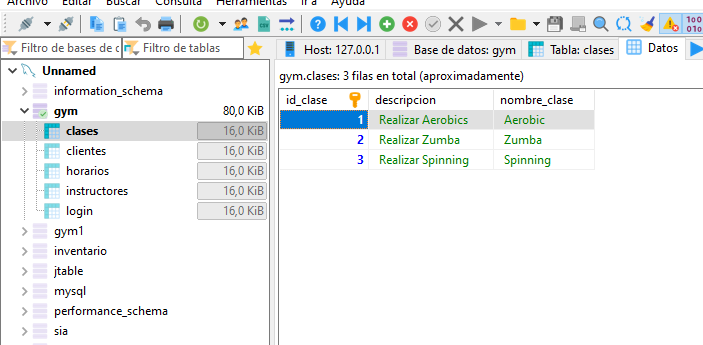 Archivo Editar Buscar Consulta Herramientas Ir a Ayuda
Filtro de bases de d Filtro de tablas
Host: 127.0.0.1 Base de datos: gym Tabla: clases Datos
Unnamed
information_schema
gym 80,0 KiB
clases 16,0 KiB
clientes 16,0 KiB
horarios 16,0 KiB
instructores 16,0 KiB
login 16,0 KiB
gym1
inventario
jtable
mysql
performance_schema
sia
gym.clases: 3 filas en total (aproximadamente)
id_clase descripcion nombre_clase
1 Realizar Aerobics Aerobic
2 Realizar Zumba Zumba
3 Realizar Spinning Spinning